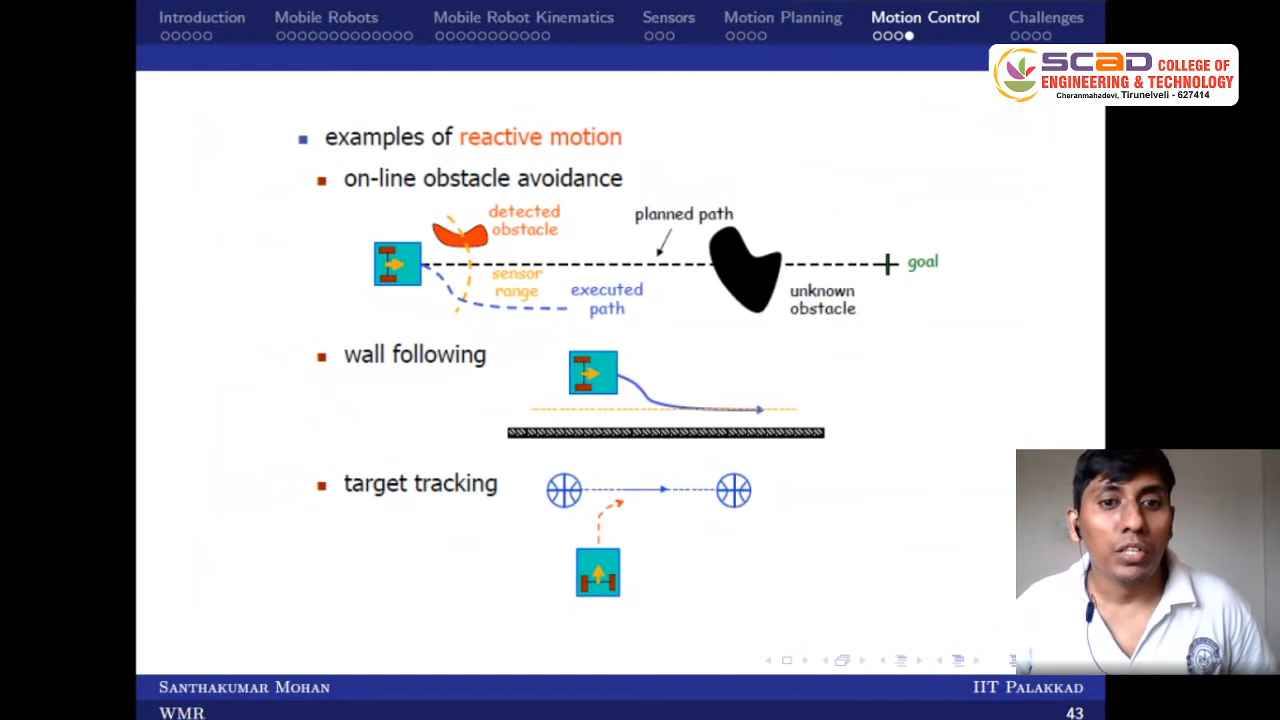 Introduction
Mobile Robots
Mobile Robot Kinematics
Sensors
Motion Planning
Motion Control
Challenges
SCAD COLLEGE OF
ENGINEERING & TECHNOLOGY
Cheranmahadevi, Tirunelveli - 627414
examples of reactive motion
on-line obstacle avoidance
detected
obstacle
planned path
goal
sensor
range
executed
path
unknown
obstacle
wall following
target tracking
Santhakumar Mohan
IIT Palakkad
WMR
43